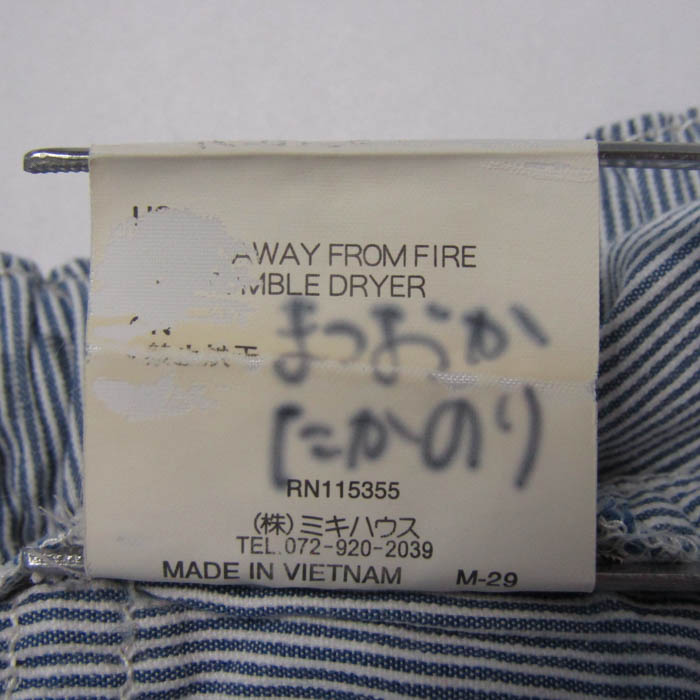 AWAY FROM FIRE
MBLE DRYER
まつおか
たかのり
RN115355
(株)ミキハウス
TEL.072-920-2039
MADE IN VIETNAM M-29